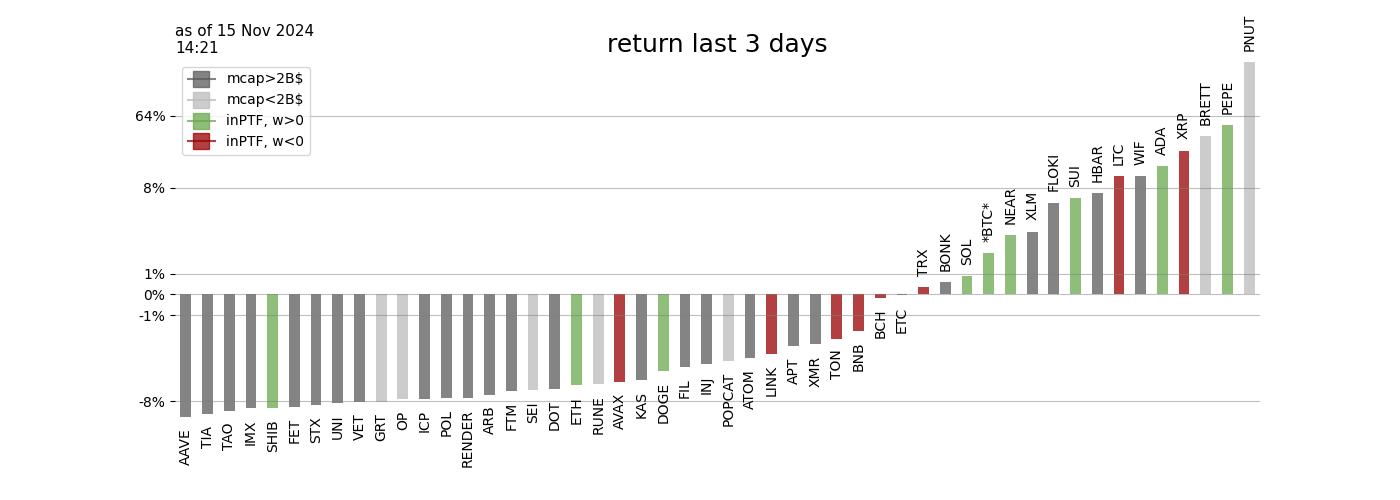 as of 15 Nov 2024
14:21
return last 3 days
mcap>2B$
mcap<2B$
inPTF, w>0
inPTF, w<0
64%
8%
1%
0%
-1%
-8%
AAVE
TIA
TAO
IMX
SHIB
FET
STX
UNI
VET
GRT
OP
ICP
POL
RENDER
ARB
FTM
SEI
DOT
ETH
RUNE
AVAX
KAS
DOGE
FIL
INJ
POPCAT
ATOM
LINK
APT
XMR
TON
BNB
BCH
ETC
TRX
BONK
SOL
*BTC*
NEAR
XLM
FLOKI
SUI
HBAR
LTC
WIF
ADA
XRP
BRETT
PEPE
PNUT